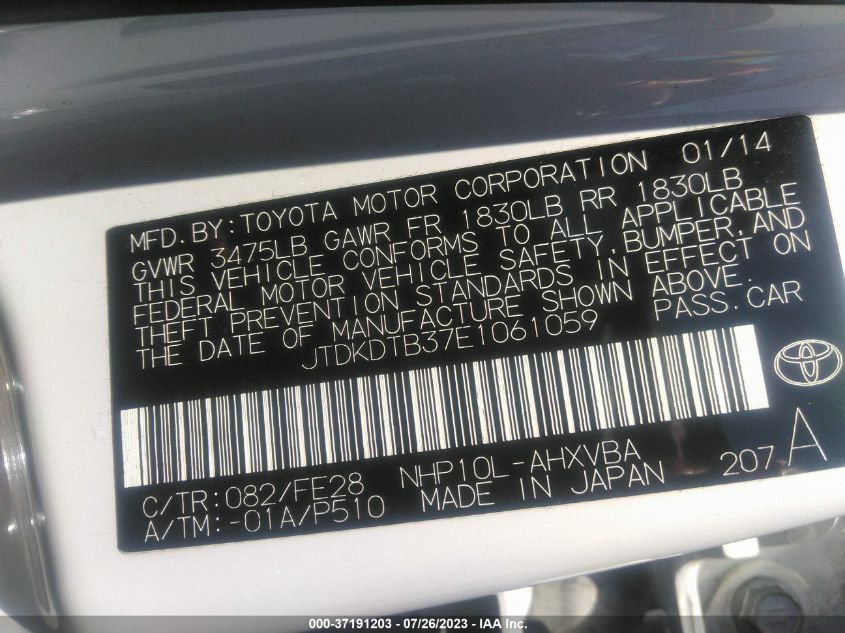 MFD.BY:TOYOTA MOTOR CORPORATION 01/14
GVWR 3475LB GAWR FR 1830LB RR 1830LB
THIS VEHICLE CONFORMS TO ALL APPLICABLE
FEDERAL MOTOR VEHICLE SAFETY,BUMPER,AND
THEFT PREVENTION STANDARDS IN EFFECT ON
THE DATE OF MANUFACTURE SHOWN ABOVE.
JTDKDTB37E1061059 PASS.CAR
C/TR:082/FE28 NHP10L-AHXVBA 207 A
A/TM:-01A/P510 MADE IN JAPAN
000-37191203 - 07/26/2023 - IAA Inc.